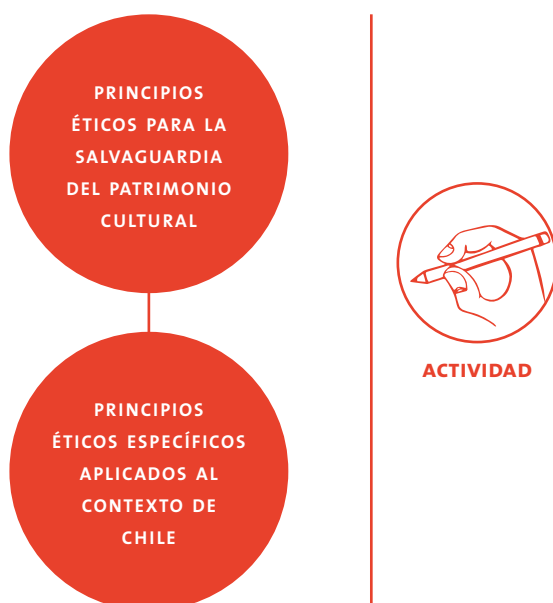 PRINCIPIOS
ÉTICOS PARA LA
SALVAGUARDIA
DEL PATRIMONIO
CULTURAL
PRINCIPIOS
ÉTICOS ESPECÍFICOS
APLICADOS AL
CONTEXTO DE
CHILE
ACTIVIDAD